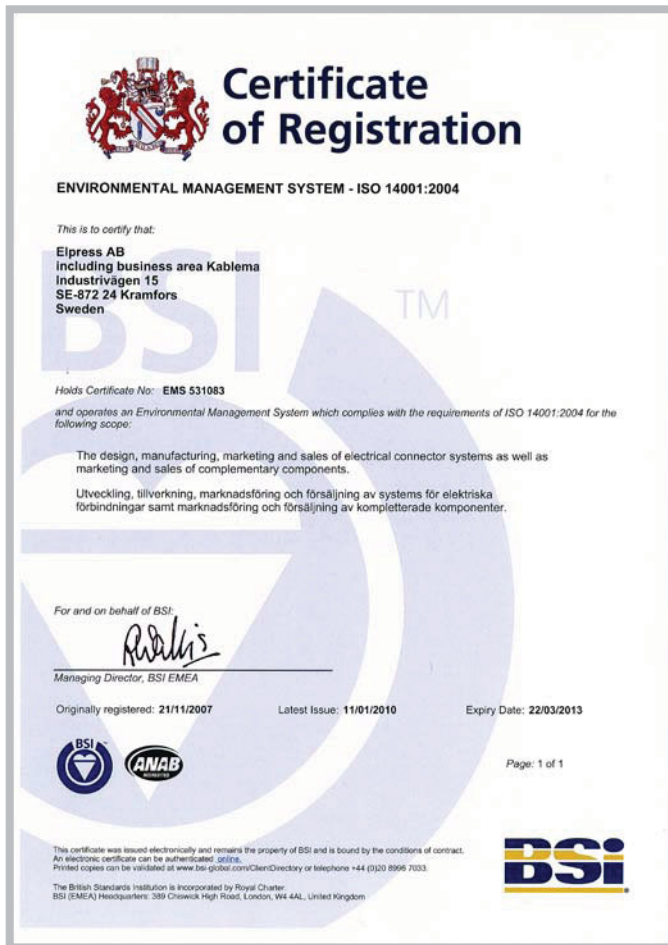 Certificate
of Registration
ENVIRONMENTAL MANAGEMENT SYSTEM - ISO 14001:2004
This is to certify that:
Elpress AB
including business area Kablema
Industrivägen 15
SE-872 24 Kramfors
Sweden
BSI
TM
Holds Certificate No: EMS 531083
and operates an Environmental Management System which complies with the requirements of ISO 14001:2004 for the
following scope:
The design, manufacturing, marketing and sales of electrical connector systems as well as
marketing and sales of complementary components.
Utveckling, tillverkning, marknadsföring och försäljning av systems för elektriska
förbindningar samt marknadsföring och försäljning av kompletterade komponenter.
For and on behalf of BSI:
Managing Director, BSI EMEA
Originally registered: 21/11/2007 Latest Issue: 11/01/2010 Expiry Date: 22/03/2013
BSI
ANAB
ACCREDITED
Page: 1 of 1
This certificate was issued electronically and remains the property of BSI and is bound by the conditions of contract.
An electronic certificate can be authenticated online.
Printed copies can be validated at www.bsi-global.com/ClientDirectory or telephone +44 (0)20 8996 7033.
The British Standards Institution is incorporated by Royal Charter.
BSI (EMEA) Headquarters: 389 Chiswick High Road, London, W4 4AL, United Kingdom
BSi